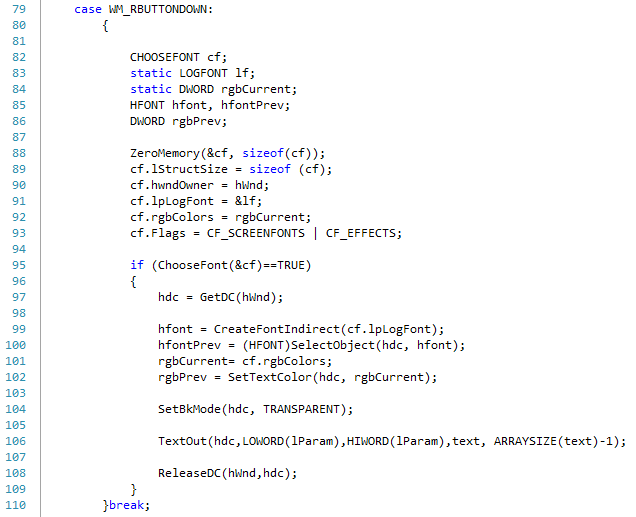 79 case WM_RBUTTONDOWN:
80 {
81
82 CHOOSEFONT cf;
83 static LOGFONT lf;
84 static DWORD rgbCurrent;
85 HFONT hfont, hfontPrev;
86 DWORD rgbPrev;
87
88 ZeroMemory(&cf, sizeof(cf));
89 cf.lStructSize = sizeof (cf);
90 cf.hwndOwner = hWnd;
91 cf.lpLogFont = &lf;
92 cf.rgbColors = rgbCurrent;
93 cf.Flags = CF_SCREENFONTS | CF_EFFECTS;
94
95 if (ChooseFont(&cf)==TRUE)
96 {
97 hdc = GetDC(hWnd);
98
99 hfont = CreateFontIndirect(cf.lpLogFont);
100 hfontPrev = (HFONT)SelectObject(hdc, hfont);
101 rgbCurrent= cf.rgbColors;
102 rgbPrev = SetTextColor(hdc, rgbCurrent);
103
104 SetBkMode(hdc, TRANSPARENT);
105
106 TextOut(hdc,LOWORD(lParam),HIWORD(lParam),text, ARRAYSIZE(text)-1);
107
108 ReleaseDC(hWnd,hdc);
109 }
110 }break;